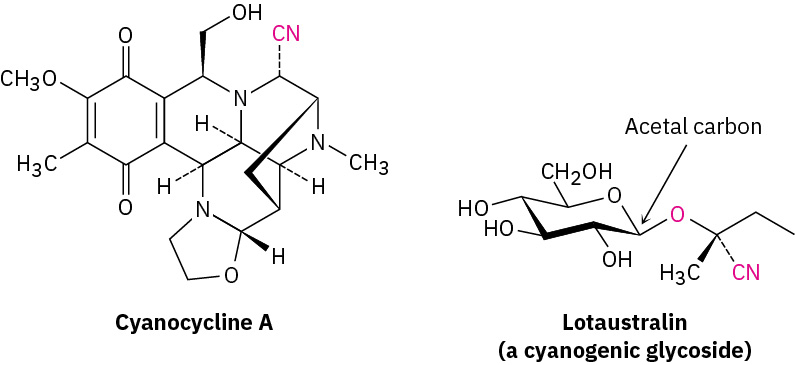 OH
O
CN
CH₃O
N
H
N
CH₃
H₃C
H
H
O
N
H
O
Cyanocycline A
Acetal carbon
CH₂OH
O
HO
O
HO
OH
H₃C
CN
Lotaustralin
(a cyanogenic glycoside)